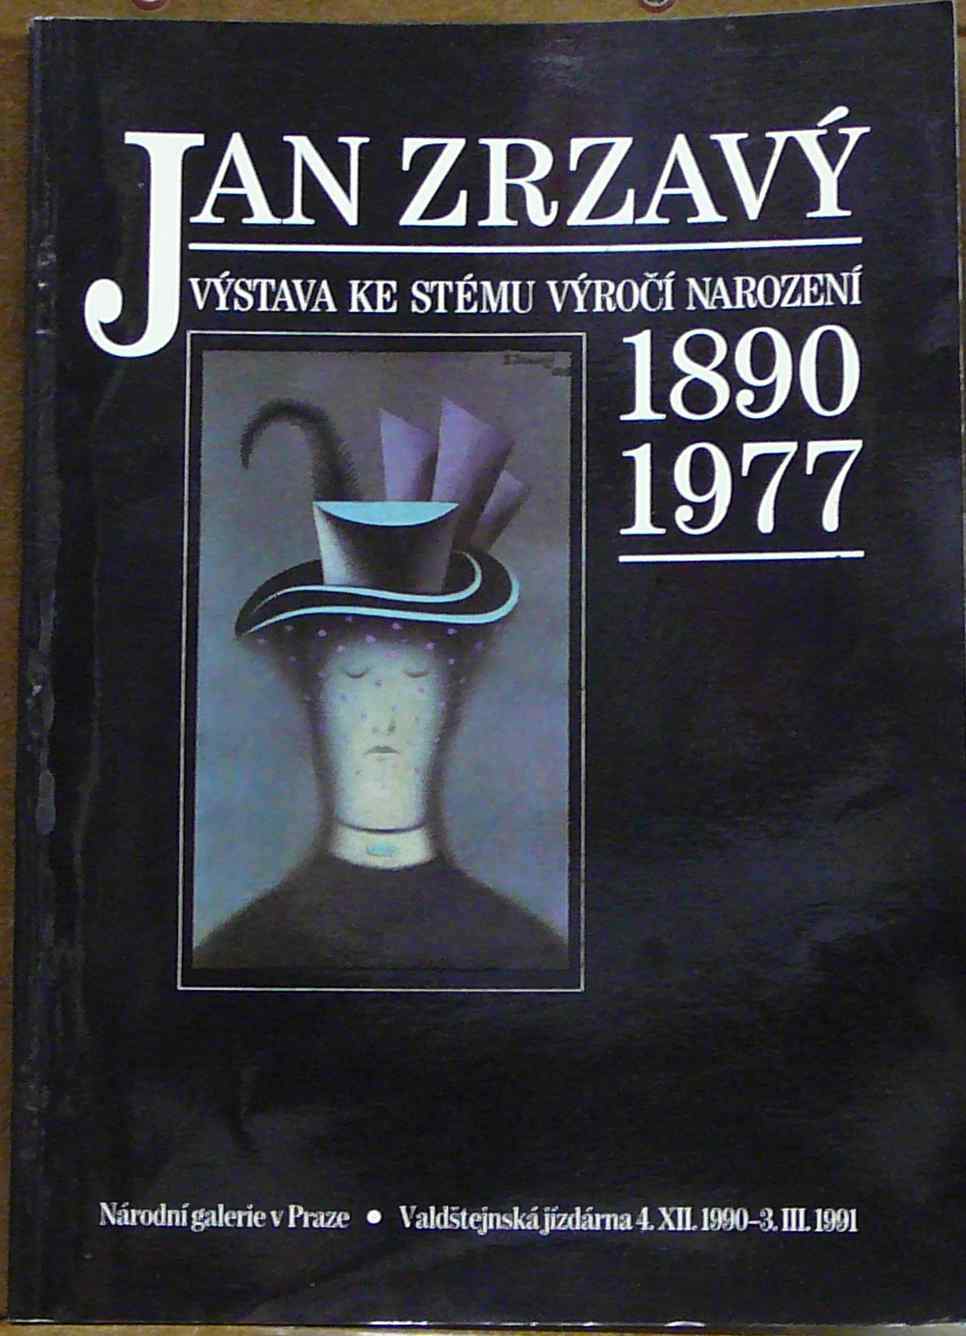 JAN ZRZAVÝ
VÝSTAVA KE STÉMU VÝROČÍ NAROZENÍ
1890
1977
Národní galerie v Praze • Valdštejnská jízdárna 4. XII. 1990–3. III. 1991